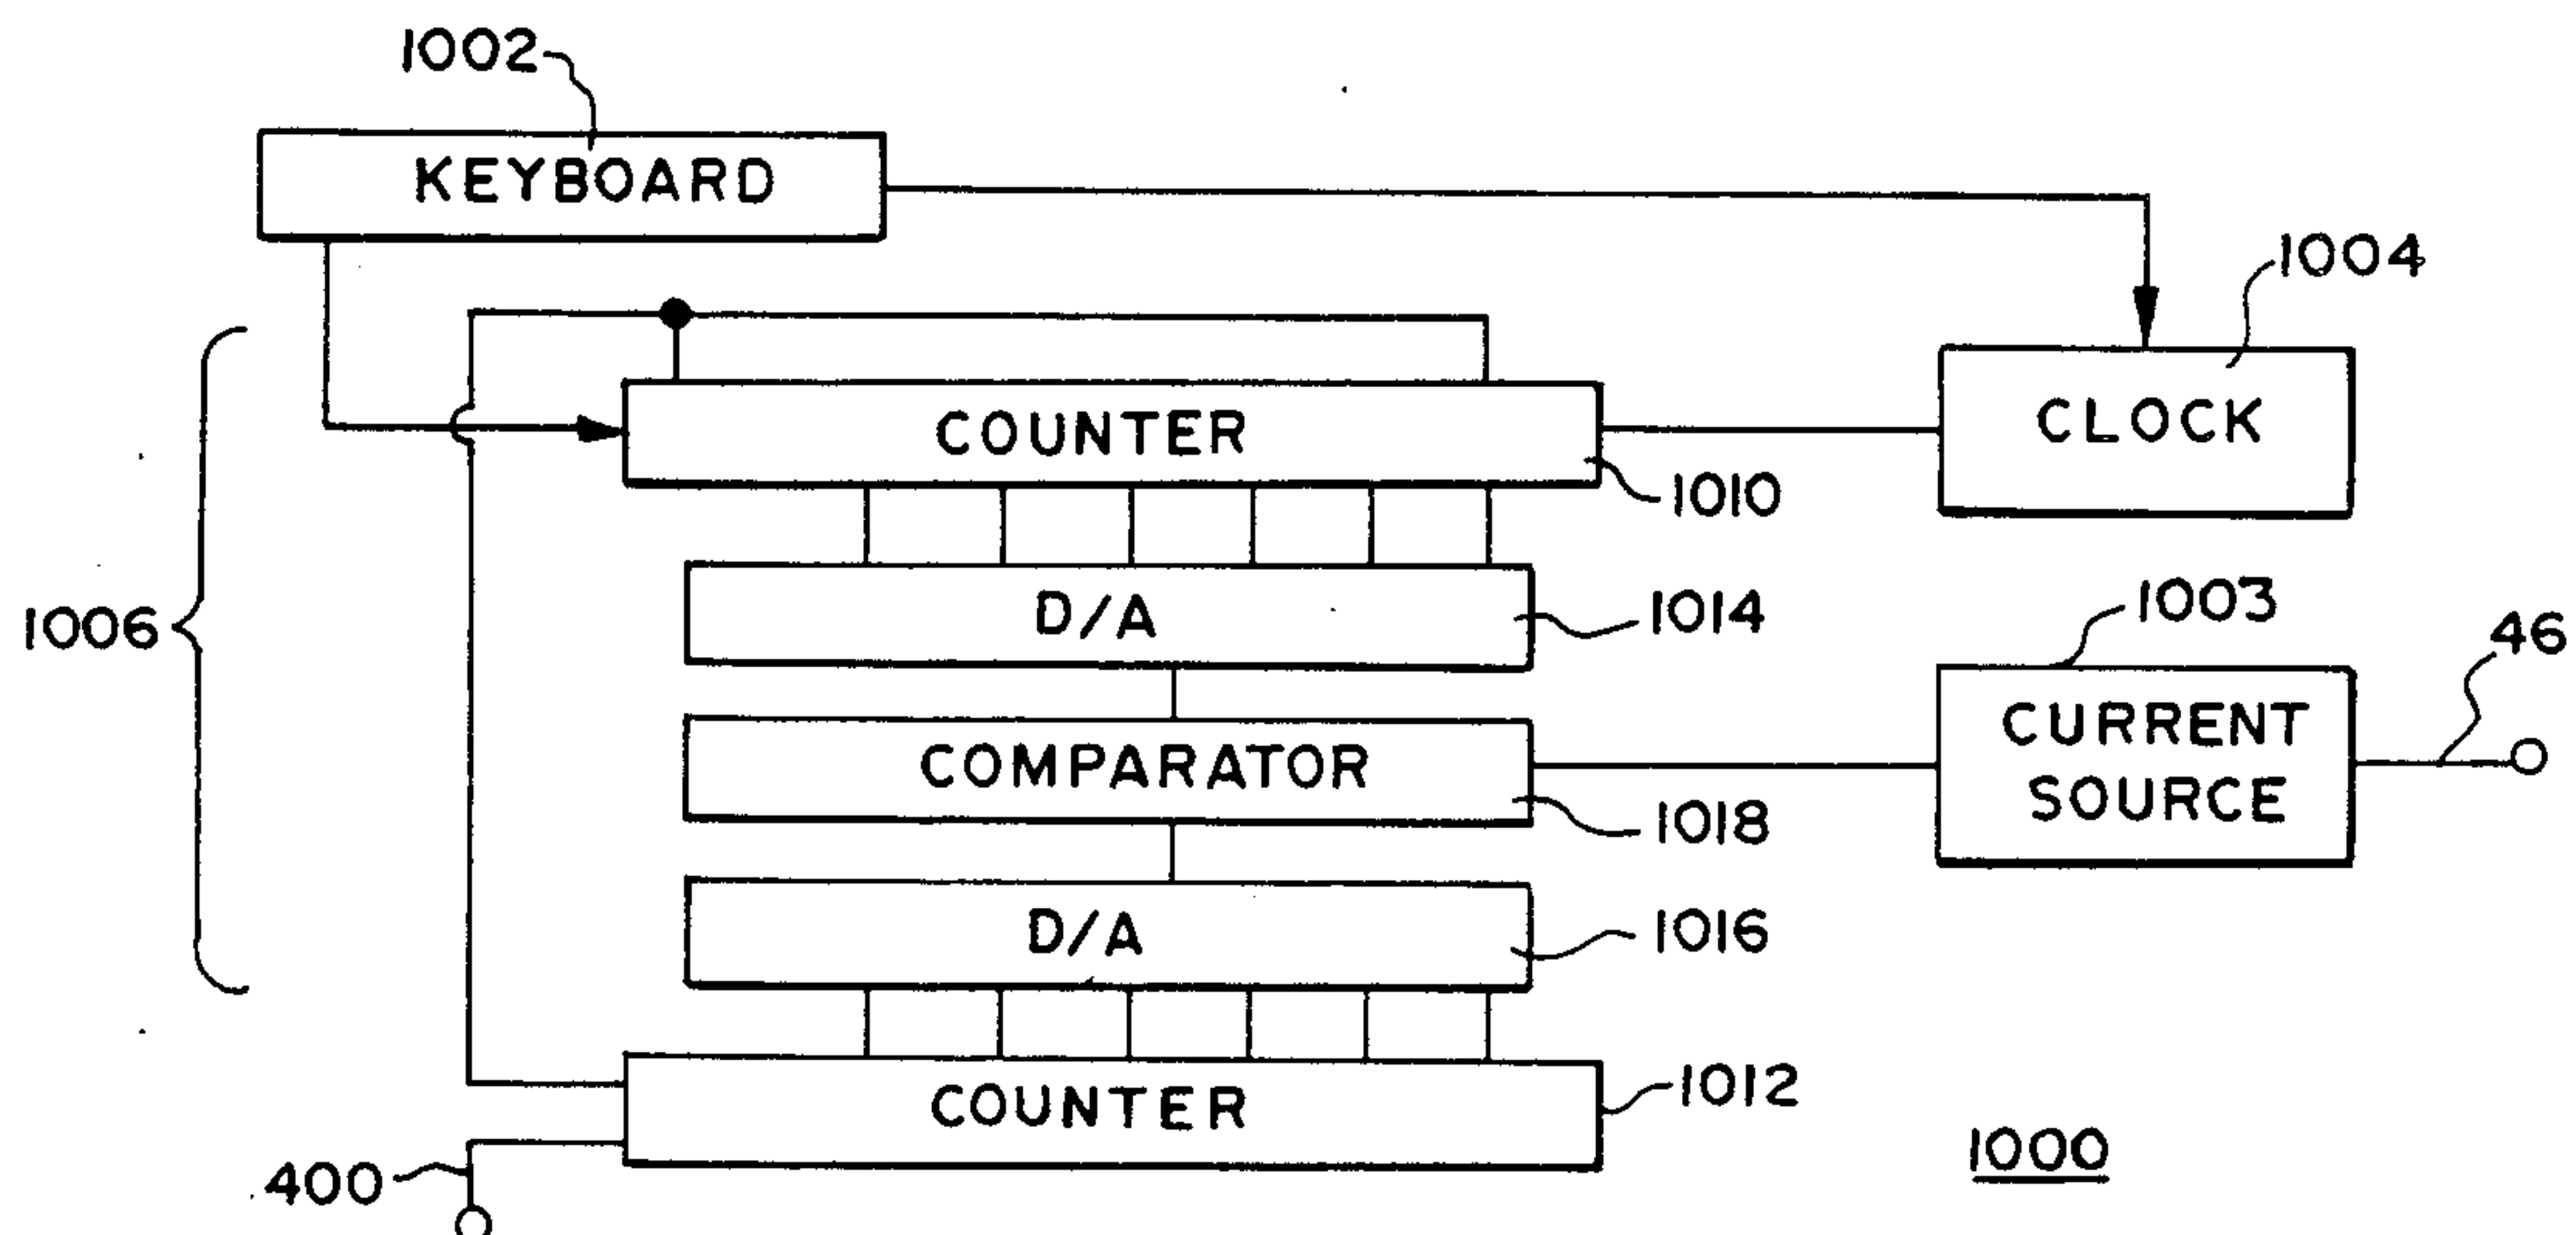 1002
KEYBOARD
1004
COUNTER
CLOCK
1010
1006
D/A
1014
1003
46
CURRENT
SOURCE
COMPARATOR
1018
D/A
1016
COUNTER
1012
400
1000